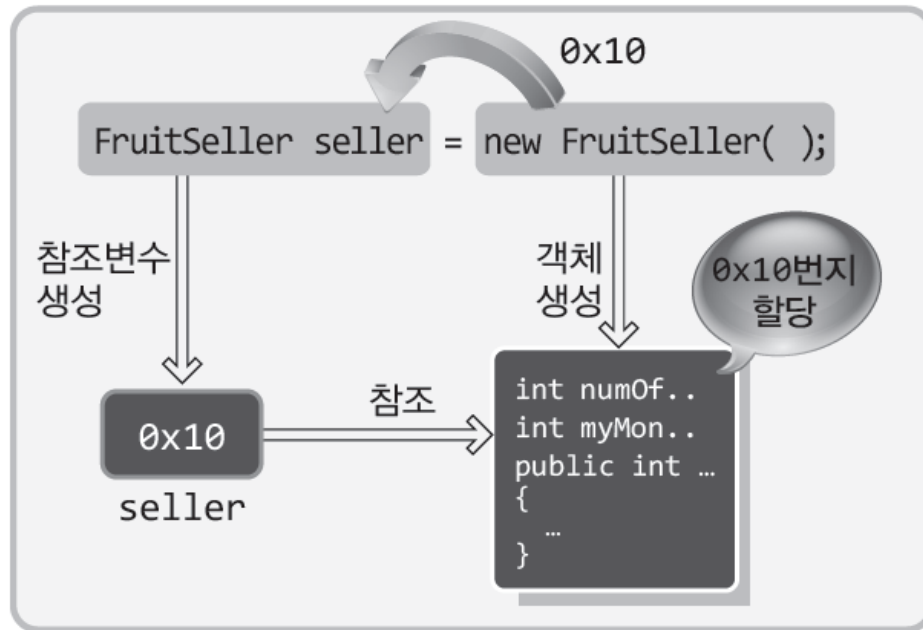 0x10
FruitSeller seller = new FruitSeller( );
참조변수
생성
객체
생성
0x10번지
할당
참조
0x10
seller
int numOf..
int myMon..
public int …
{
…
}